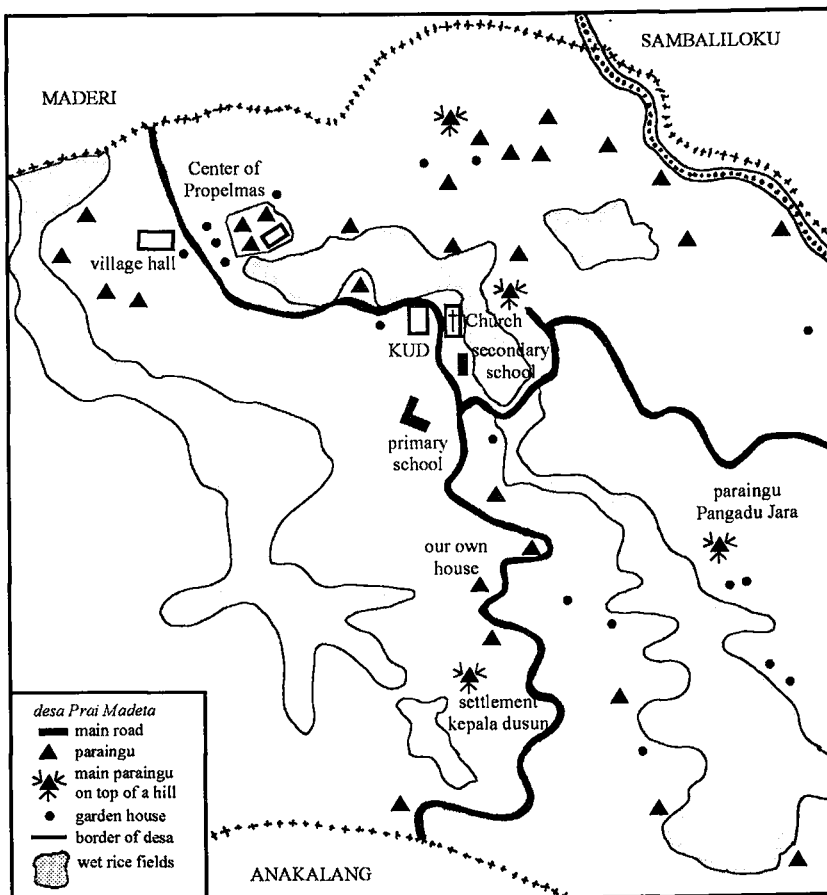 SAMBALILOKU
MADERI
Center of
Propelmas
village hall
Church
KUD
secondary
school
primary
school
paraingu
Pangadu Jara
our own
house
settlement
kepala dusun
desa Prai Madeta
main road
paraingu
main paraingu
on top of a hill
garden house
border of desa
wet rice fields
ANAKALANG